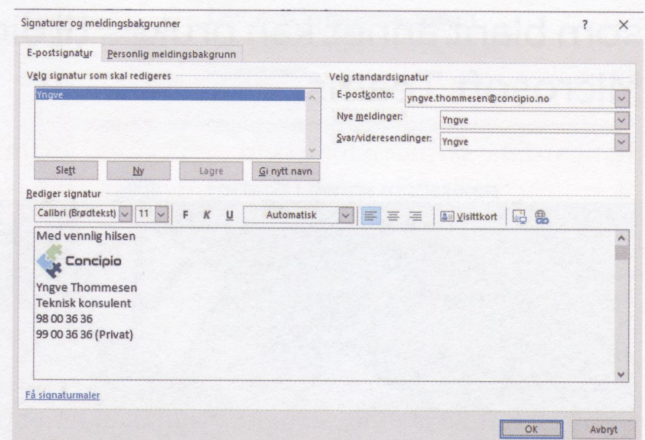 Signaturer og meldingsbakgrunner ? ×
E-postsignatur Personlig meldingsbakgrunn
Velg signatur som skal redigeres
Yngve
Slett Ny Lagre Gi nytt navn
Velg standardsignatur
E-postkonto: yngve.thommesen@concipio.no
Nye meldinger: Yngve
Svar/videresendinger: Yngve
Rediger signatur
Calibri (Brødtekst) 11 F K U Automatisk Visittkort
Med vennlig hilsen
Concipio
Yngve Thommesen
Teknisk konsulent
98 00 36 36
99 00 36 36 (Privat)
Få signaturmaler
OK Avbryt